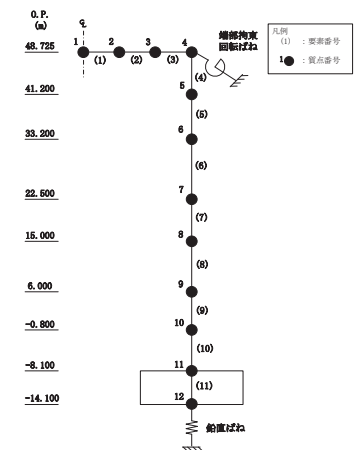 O.P.
(m)
℄
48.725
1 2 3 4
(1) (2) (3)
端部拘束
回転ばね
凡例
(1) : 要素番号
1 : 質点番号
(4)
41.200
5
(5)
33.200
6
(6)
22.500
7
(7)
15.000
8
(8)
6.000
9
(9)
-0.800
10
(10)
-8.100
11
(11)
-14.100
12
鉛直ばね